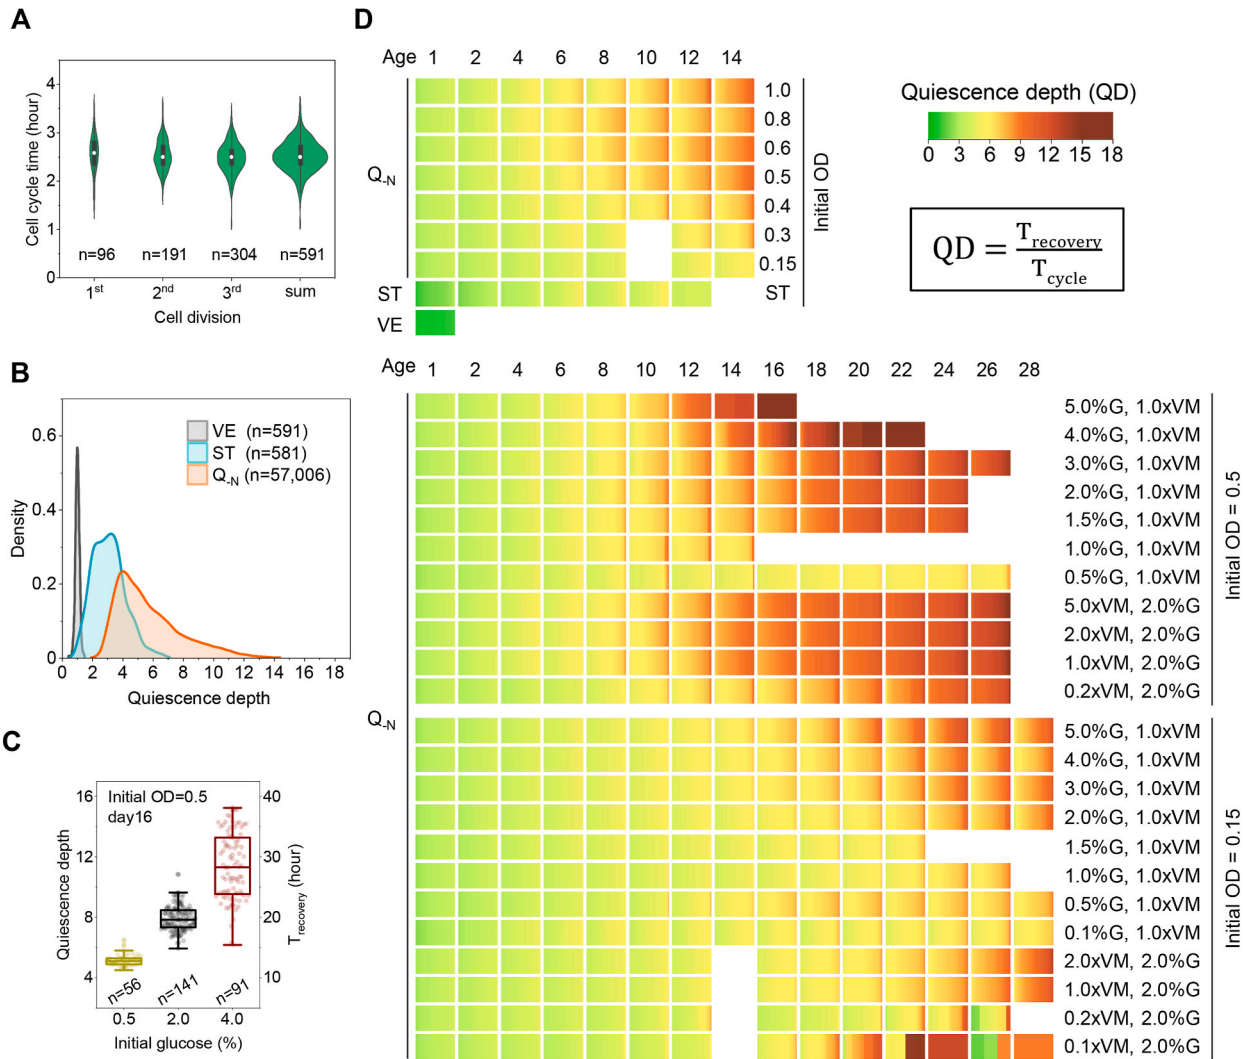 A
Cell cycle time (hour)
4
3
2
1
0
n=96 n=191 n=304 n=591
1st 2nd 3rd sum
Cell division
B
Density
0.6
0.4
0.2
0
VE (n=591)
ST (n=581)
Q-N (n=57,006)
0 2 4 6 8 10 12 14 16 18
Quiescence depth
C
Quiescence depth
16
12
8
4
Initial OD=0.5
day16
40
30
20
10
Trecovery (hour)
n=56 n=141 n=91
0.5 2.0 4.0
Initial glucose (%)
D
Age 1 2 4 6 8 10 12 14
Q-N
1.0
0.8
0.6
0.5
0.4
0.3
0.15
ST ST
VE
Initial OD
Quiescence depth (QD)
0 3 6 9 12 15 18
QD = Trecovery
Tcycle
Age 1 2 4 6 8 10 12 14 16 18 20 22 24 26 28
5.0%G, 1.0xVM
4.0%G, 1.0xVM
3.0%G, 1.0xVM
2.0%G, 1.0xVM
1.5%G, 1.0xVM
1.0%G, 1.0xVM
0.5%G, 1.0xVM
5.0xVM, 2.0%G
2.0xVM, 2.0%G
1.0xVM, 2.0%G
0.2xVM, 2.0%G
Initial OD = 0.5
Q-N
5.0%G, 1.0xVM
4.0%G, 1.0xVM
3.0%G, 1.0xVM
2.0%G, 1.0xVM
1.5%G, 1.0xVM
1.0%G, 1.0xVM
0.5%G, 1.0xVM
0.1%G, 1.0xVM
2.0xVM, 2.0%G
1.0xVM, 2.0%G
0.2xVM, 2.0%G
0.1xVM, 2.0%G
Initial OD = 0.15